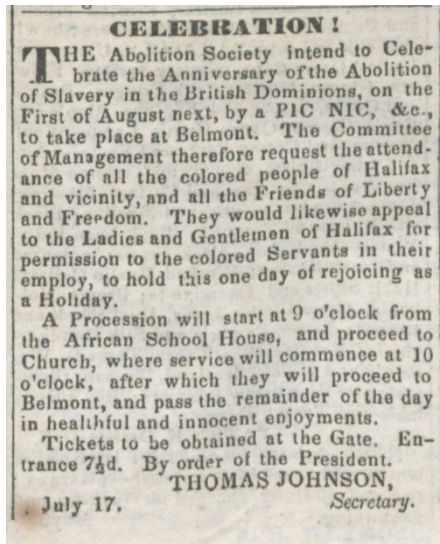 CELEBRATION!
THE Abolition Society intend to Cele-
brate the Anniversary of the Abolition
of Slavery in the British Dominions, on the
First of August next, by a PIC NIC, &c.,
to take place at Belmont. The Committee
of Management therefore request the attend-
ance of all the colored people of Halifax
and vicinity, and all the Friends of Liberty
and Freedom. They would likewise appeal
to the Ladies and Gentlemen of Halifax for
permission to the colored Servants in their
employ, to hold this one day of rejoicing as
a Holiday.
A Procession will start at 9 o'clock from
the African School House, and proceed to
Church, where service will commence at 10
o'clock, after which they will proceed to
Belmont, and pass the remainder of the day
in healthful and innocent enjoyments.
Tickets to be obtained at the Gate. En-
trance 7½d. By order of the President.
THOMAS JOHNSON,
July 17. Secretary.